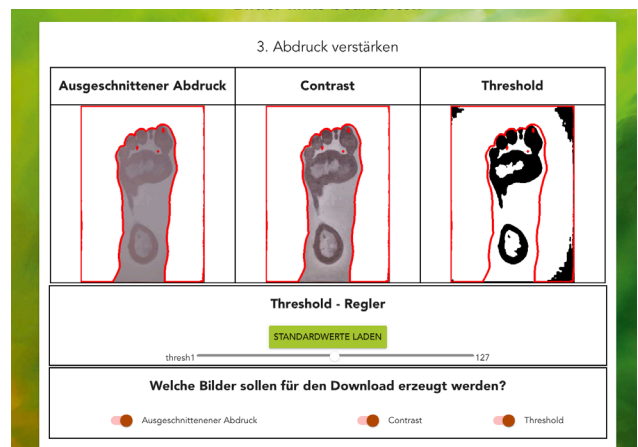 3. Abdruck verstärken
Ausgeschnittener Abdruck Contrast Threshold
Threshold - Regler
STANDARDWERTE LADEN
thresh1 127
Welche Bilder sollen für den Download erzeugt werden?
Ausgeschnittenener Abdruck Contrast Threshold